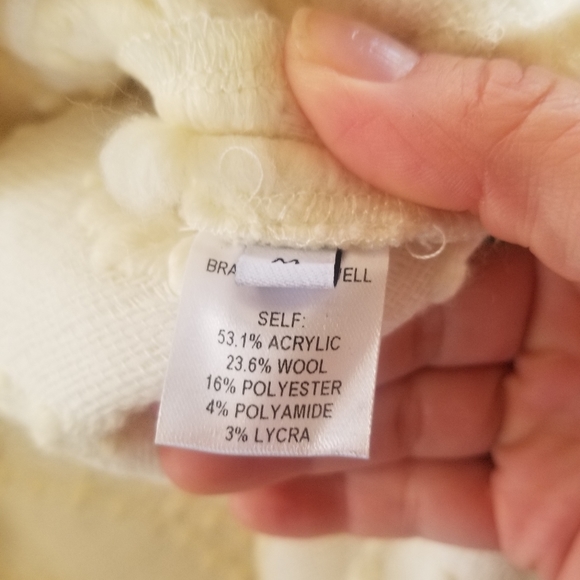 BRA ELL
SELF:
53.1% ACRYLIC
23.6% WOOL
16% POLYESTER
4% POLYAMIDE
3% LYCRA